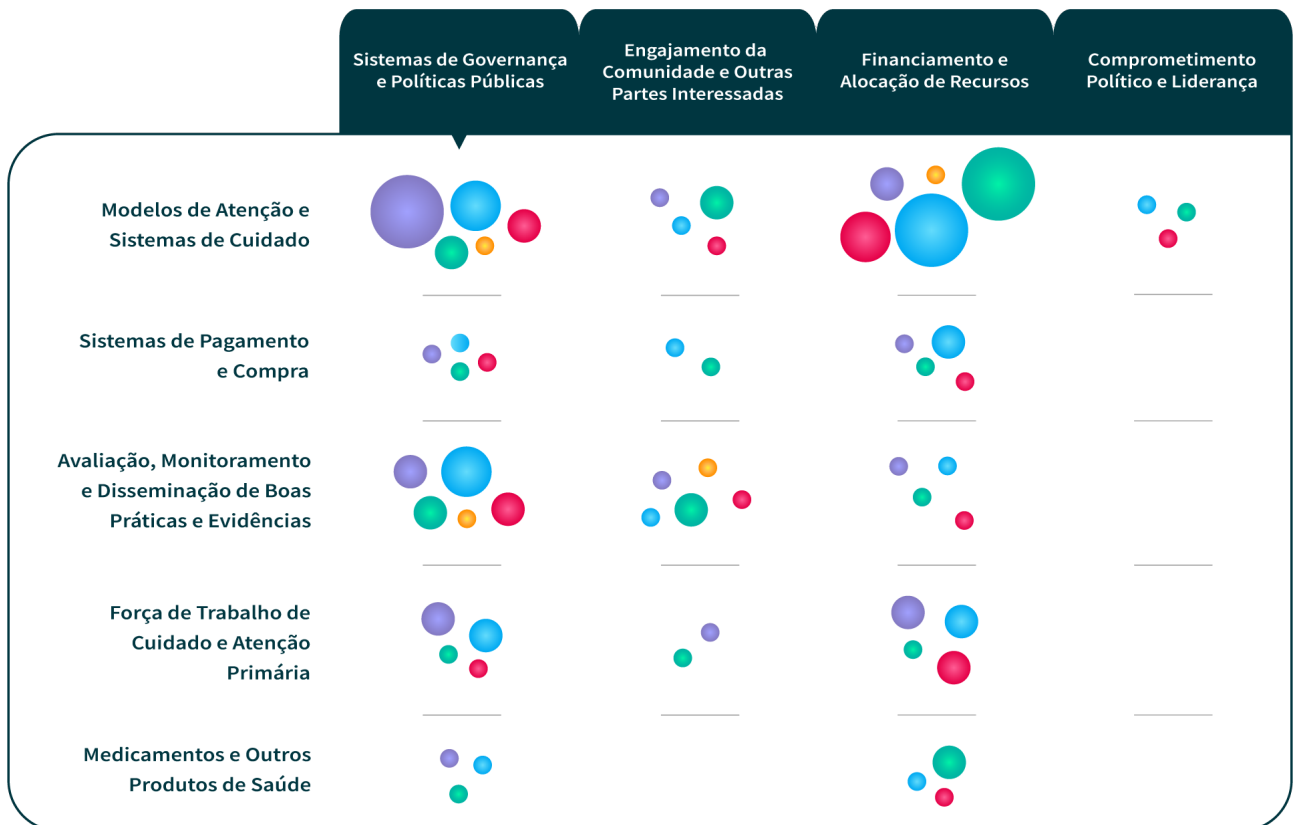 Sistemas de Governança
e Políticas Públicas
Engajamento da
Comunidade e Outras
Partes Interessadas
Financiamento e
Alocação de Recursos
Comprometimento
Político e Liderança
Modelos de Atenção e
Sistemas de Cuidado
Sistemas de Pagamento
e Compra
Avaliação, Monitoramento
e Disseminação de Boas
Práticas e Evidências
Força de Trabalho de
Cuidado e Atenção
Primária
Medicamentos e Outros
Produtos de Saúde